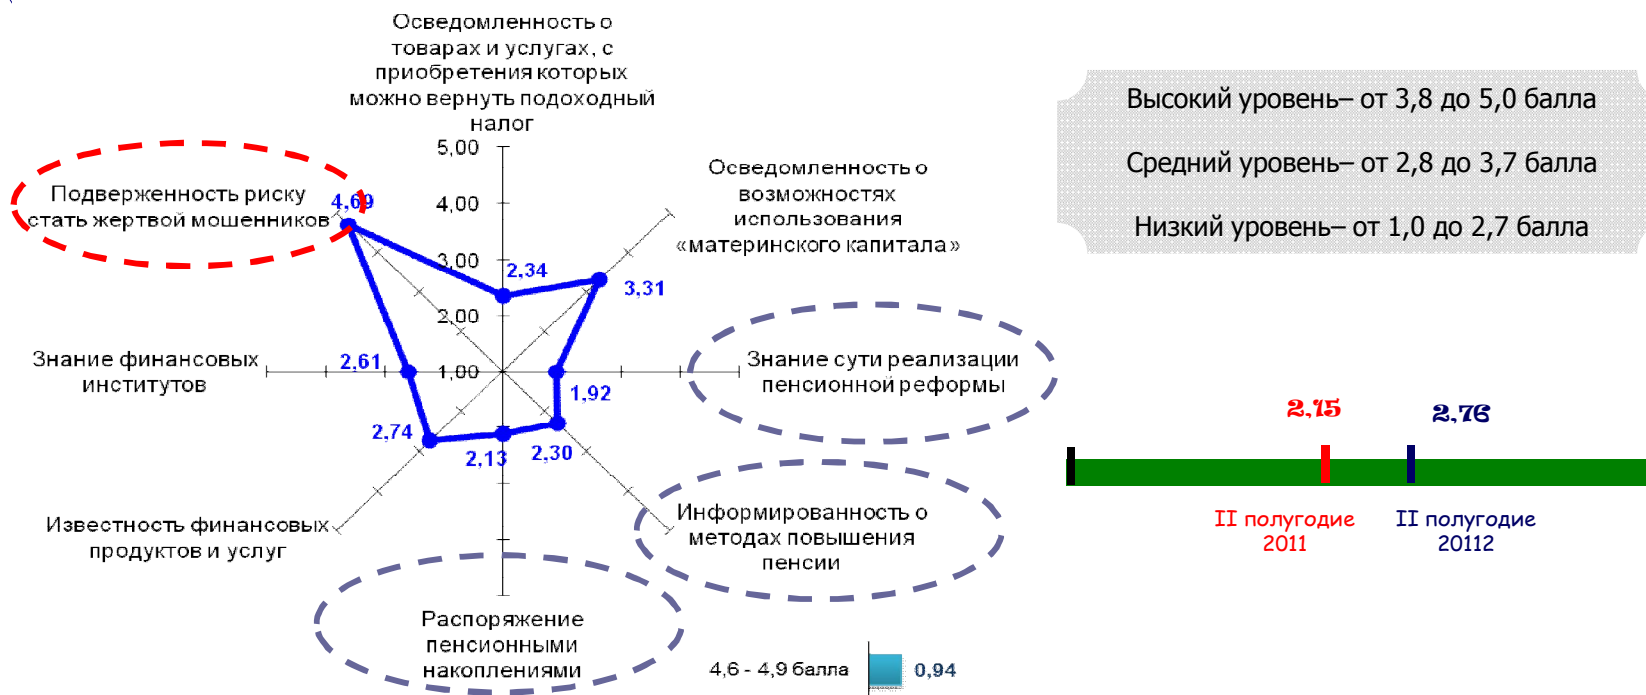 Осведомленность о
товарах и услугах, с
приобретения которых
можно вернуть подоходный
налог
5,00
4,00
3,00
2,00
1,00
Подверженность риску
стать жертвой мошенников
4,69
Осведомленность о
возможностях
использования
«материнского капитала»
2,34
3,31
Знание финансовых
институтов
2,61
Знание сути реализации
пенсионной реформы
1,92
2,74
2,13
2,30
Известность финансовых
продуктов и услуг
Информированность о
методах повышения
пенсии
Распоряжение
пенсионными
накоплениями
4,6 - 4,9 балла
0,94
Высокий уровень– от 3,8 до 5,0 балла
Средний уровень– от 2,8 до 3,7 балла
Низкий уровень– от 1,0 до 2,7 балла
2,75
2,76
II полугодие
2011
II полугодие
20112